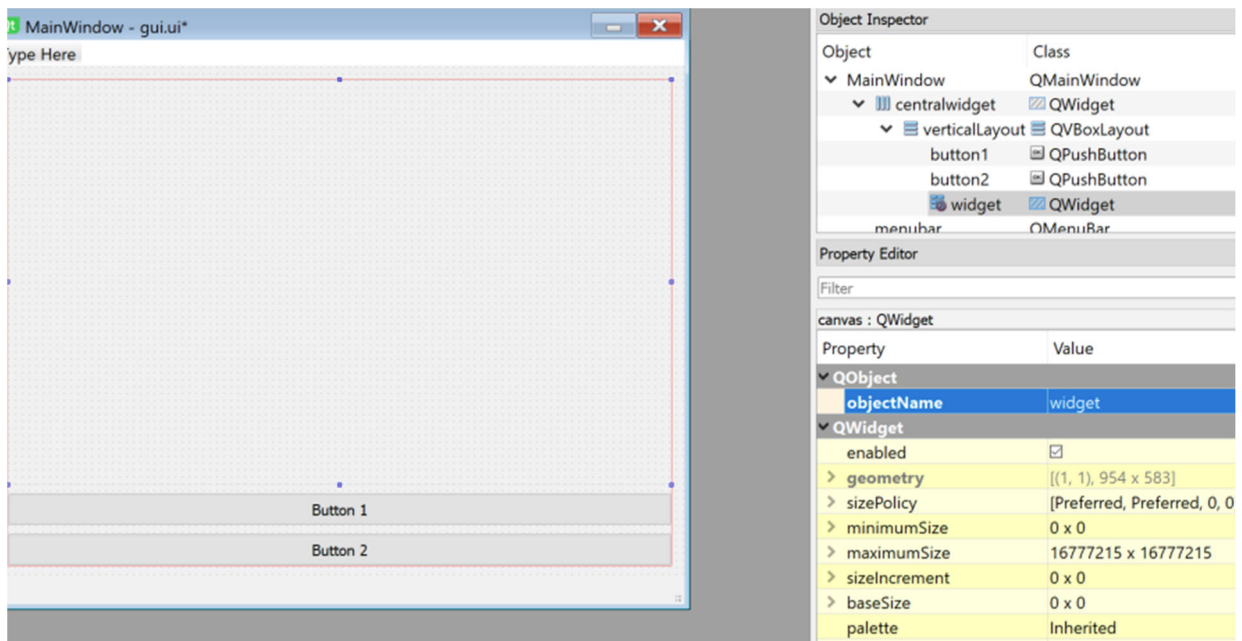 MainWindow - gui.ui*
Type Here
Button 1
Button 2
Object Inspector
Object Class
MainWindow QMainWindow
centralwidget QWidget
verticalLayout QVBoxLayout
button1 QPushButton
button2 QPushButton
widget QWidget
menubar QMenuBar
Property Editor
Filter
canvas : QWidget
Property Value
QObject
objectName widget
QWidget
enabled
geometry [(1, 1), 954 x 583]
sizePolicy [Preferred, Preferred, 0, 0
minimumSize 0 x 0
maximumSize 16777215 x 16777215
sizeIncrement 0 x 0
baseSize 0 x 0
palette Inherited